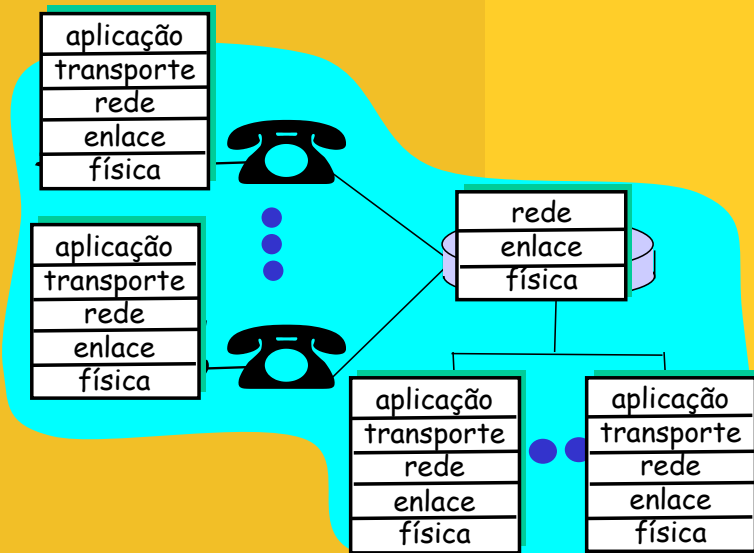 aplicação
transporte
rede
enlace
física
rede
enlace
física
aplicação
transporte
rede
enlace
física
aplicação
transporte
rede
enlace
física
aplicação
transporte
rede
enlace
física